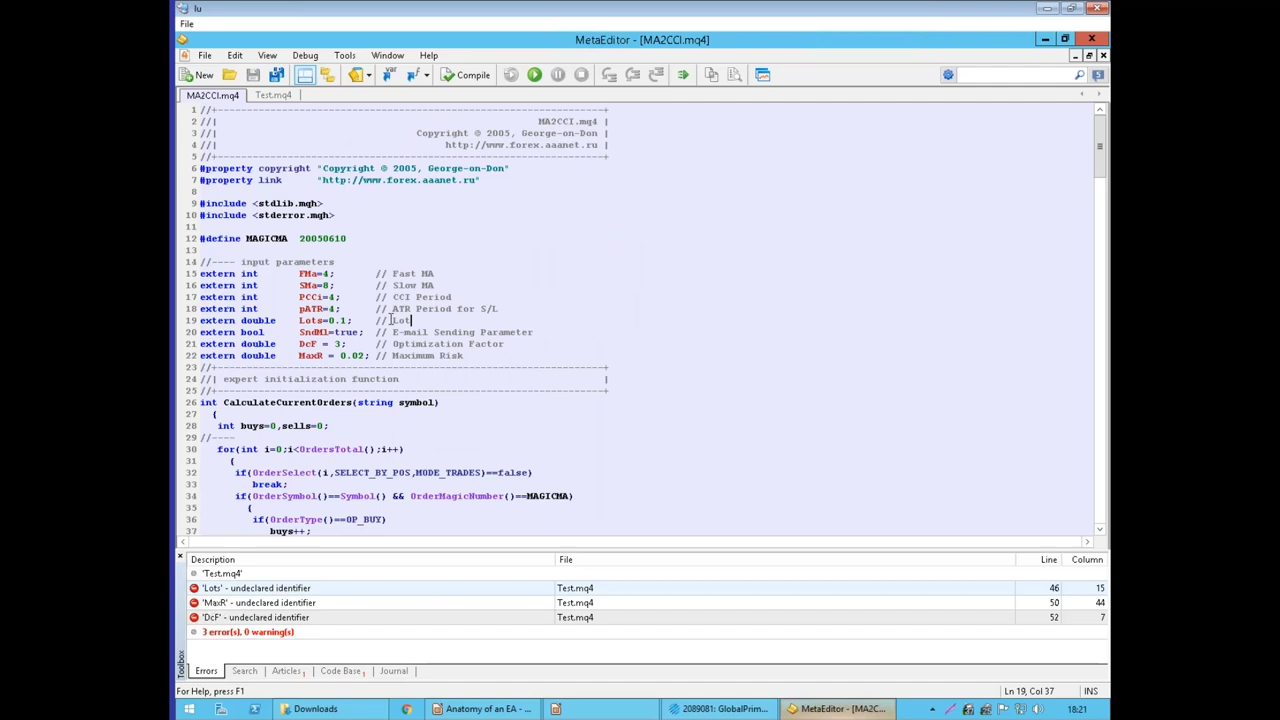 lu
File
MetaEditor - [MA2CCI.mq4]
File Edit View Debug Tools Window Help
New Compile
MA2CCI.mq4 Test.mq4
1 //+------------------------------------------------------------------+
2 //| MA2CCI.mq4 |
3 //| Copyright © 2005, George-on-Don |
4 //| http://www.forex.aaanet.ru |
5 //+------------------------------------------------------------------+
6 #property copyright "Copyright © 2005, George-on-Don"
7 #property link "http://www.forex.aaanet.ru"
8
9 #include <stdlib.mqh>
10 #include <stderror.mqh>
11
12 #define MAGICMA 20050610
13
14 //---- input parameters
15 extern int FMa=4; // Fast MA
16 extern int SMa=8; // Slow MA
17 extern int PCCi=4; // CCI Period
18 extern int pATR=4; // ATR Period for S/L
19 extern double Lots=0.1; // Lot
20 extern bool SndMl=true; // E-mail Sending Parameter
21 extern double DcF = 3; // Optimization Factor
22 extern double MaxR = 0.02; // Maximum Risk
23 //+------------------------------------------------------------------+
24 //| expert initialization function |
25 //+------------------------------------------------------------------+
26 int CalculateCurrentOrders(string symbol)
27 {
28 int buys=0,sells=0;
29 //----
30 for(int i=0;i<OrdersTotal();i++)
31 {
32 if(OrderSelect(i,SELECT_BY_POS,MODE_TRADES)==false)
33 break;
34 if(OrderSymbol()==Symbol() && OrderMagicNumber()==MAGICMA)
35 {
36 if(OrderType()==OP_BUY)
37 buys++;
Description File Line Column
'Test.mq4'
'Lots' - undeclared identifier Test.mq4 46 15
'MaxR' - undeclared identifier Test.mq4 50 44
'DcF' - undeclared identifier Test.mq4 52 7
3 error(s), 0 warning(s)
Toolbox
Errors Search Articles 1 Code Base 1 Journal
For Help, press F1 Ln 19, Col 37 INS
Downloads Anatomy of an EA - ... 2089081: GlobalPrim... MetaEditor - [MA2C... 18:21